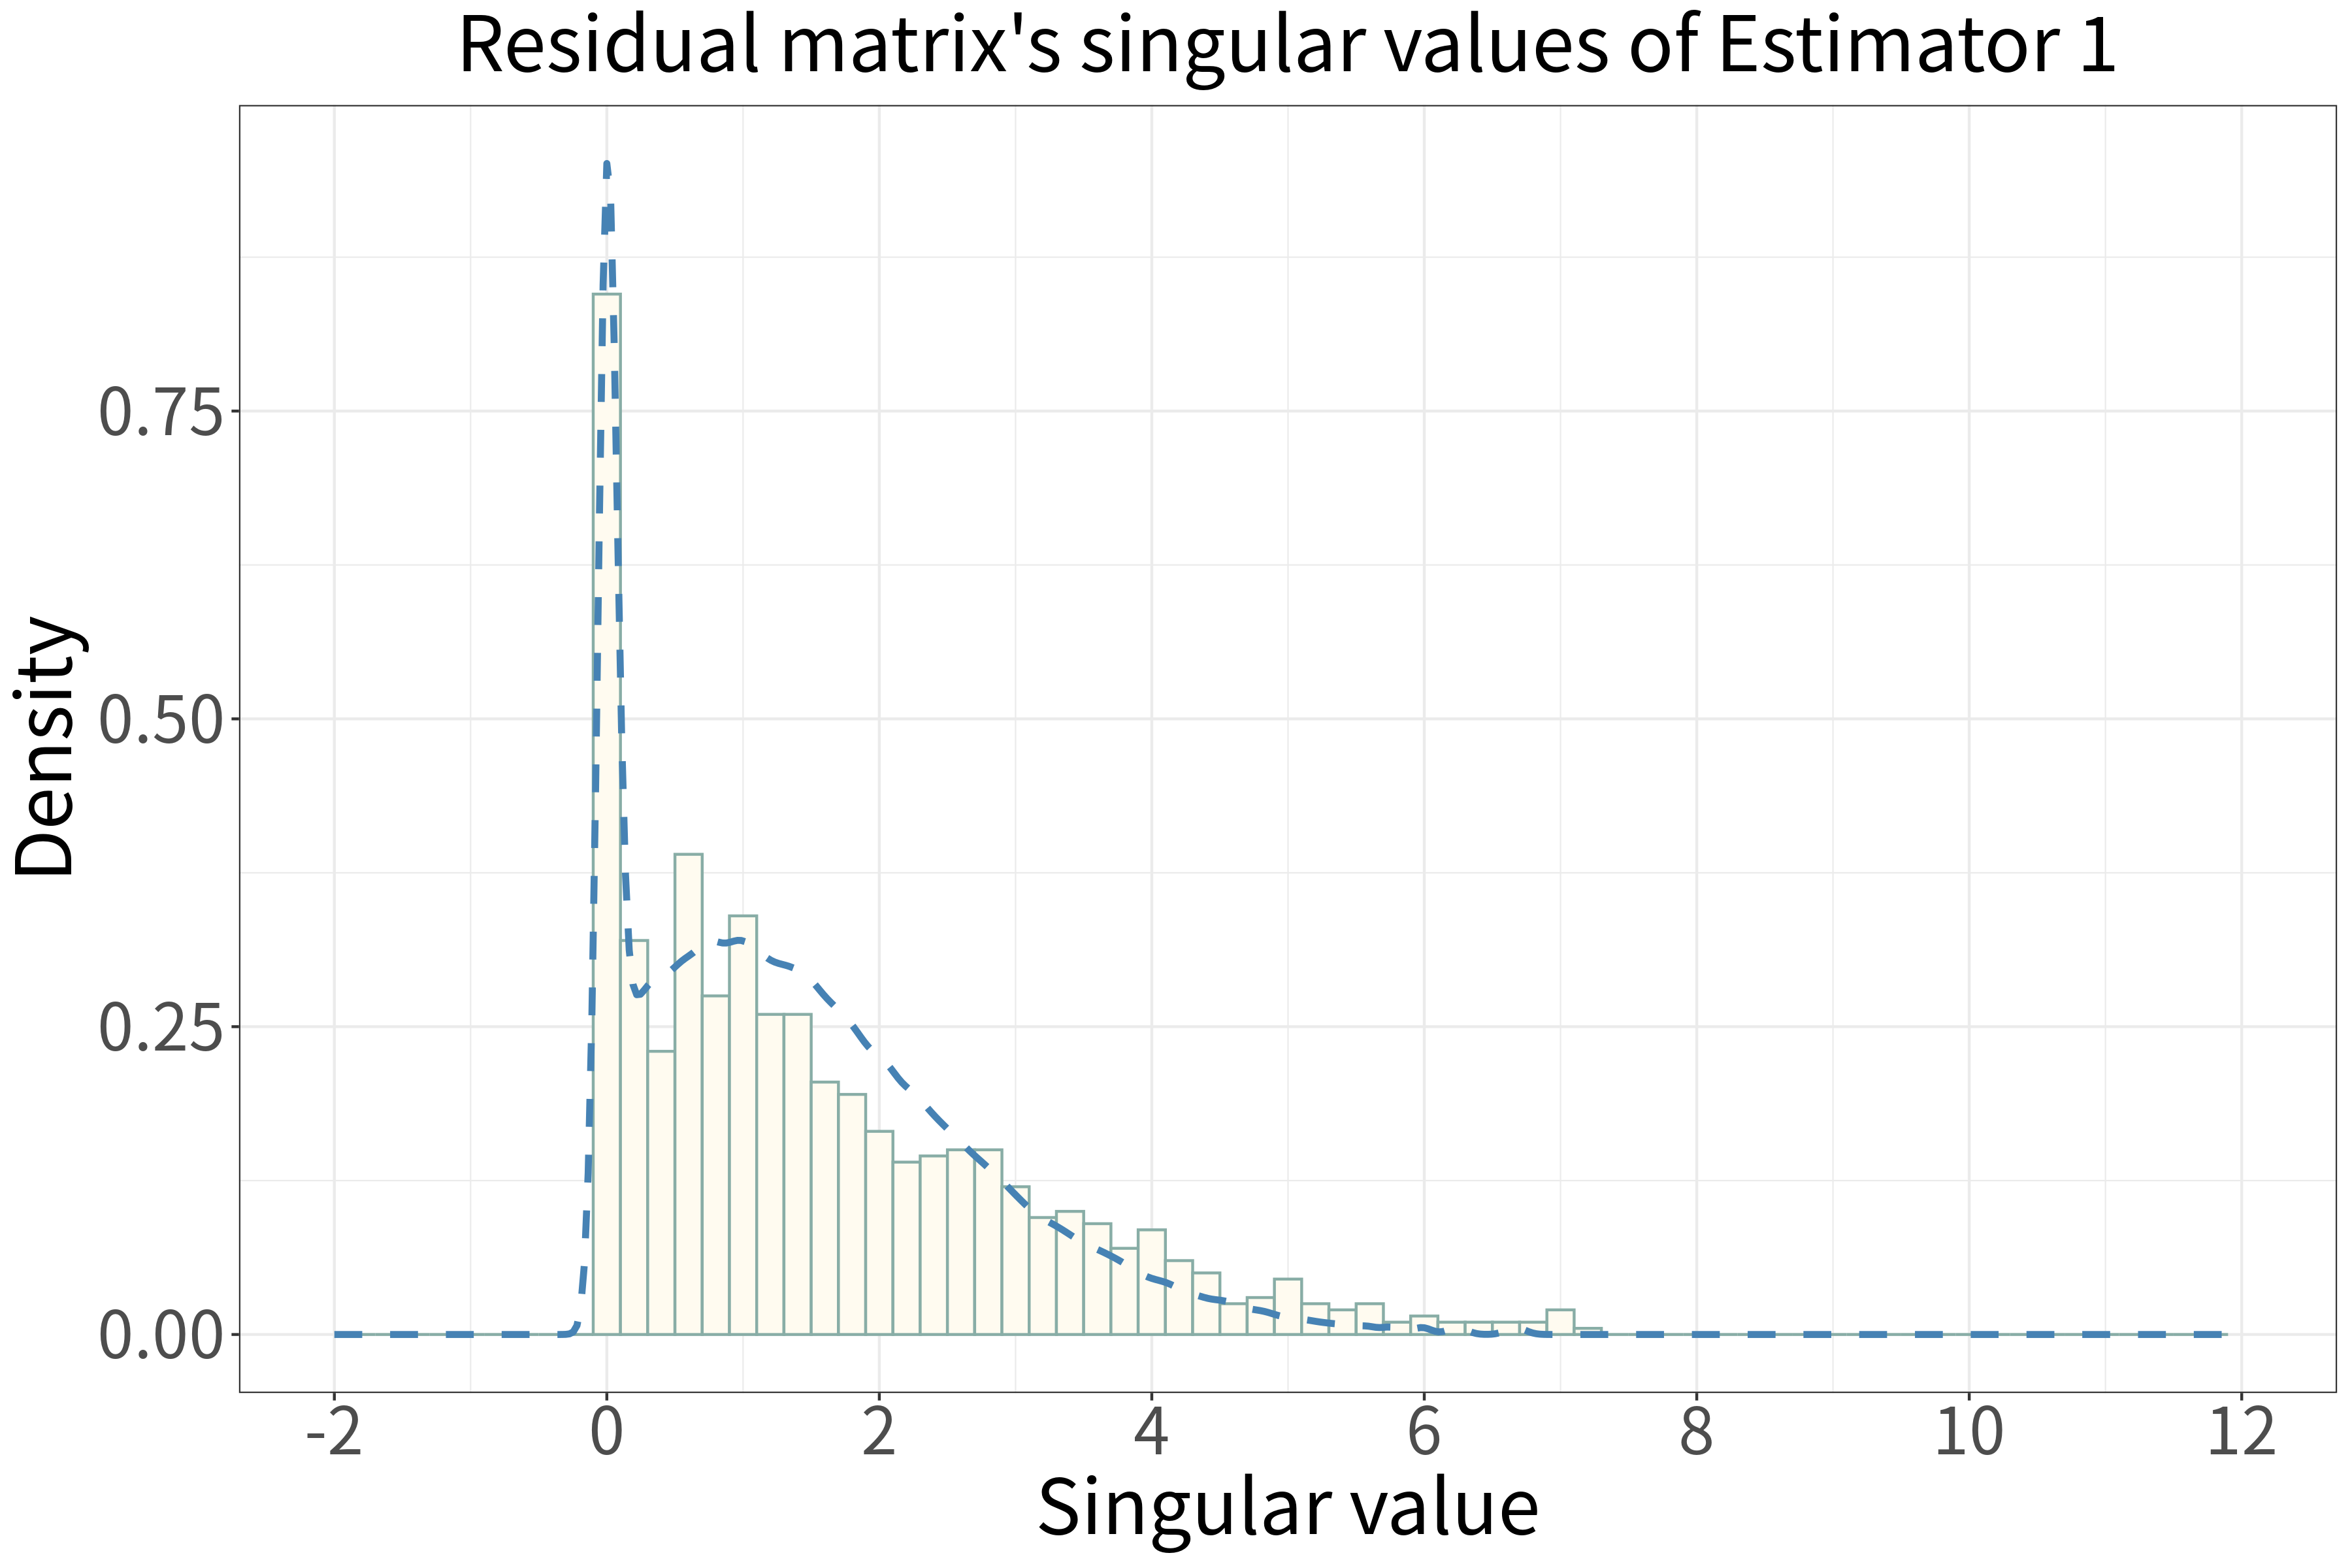 Residual matrix's singular values of Estimator 1
Density
0.75
0.50
0.25
0.00
-2 0 2 4 6 8 10 12
Singular value